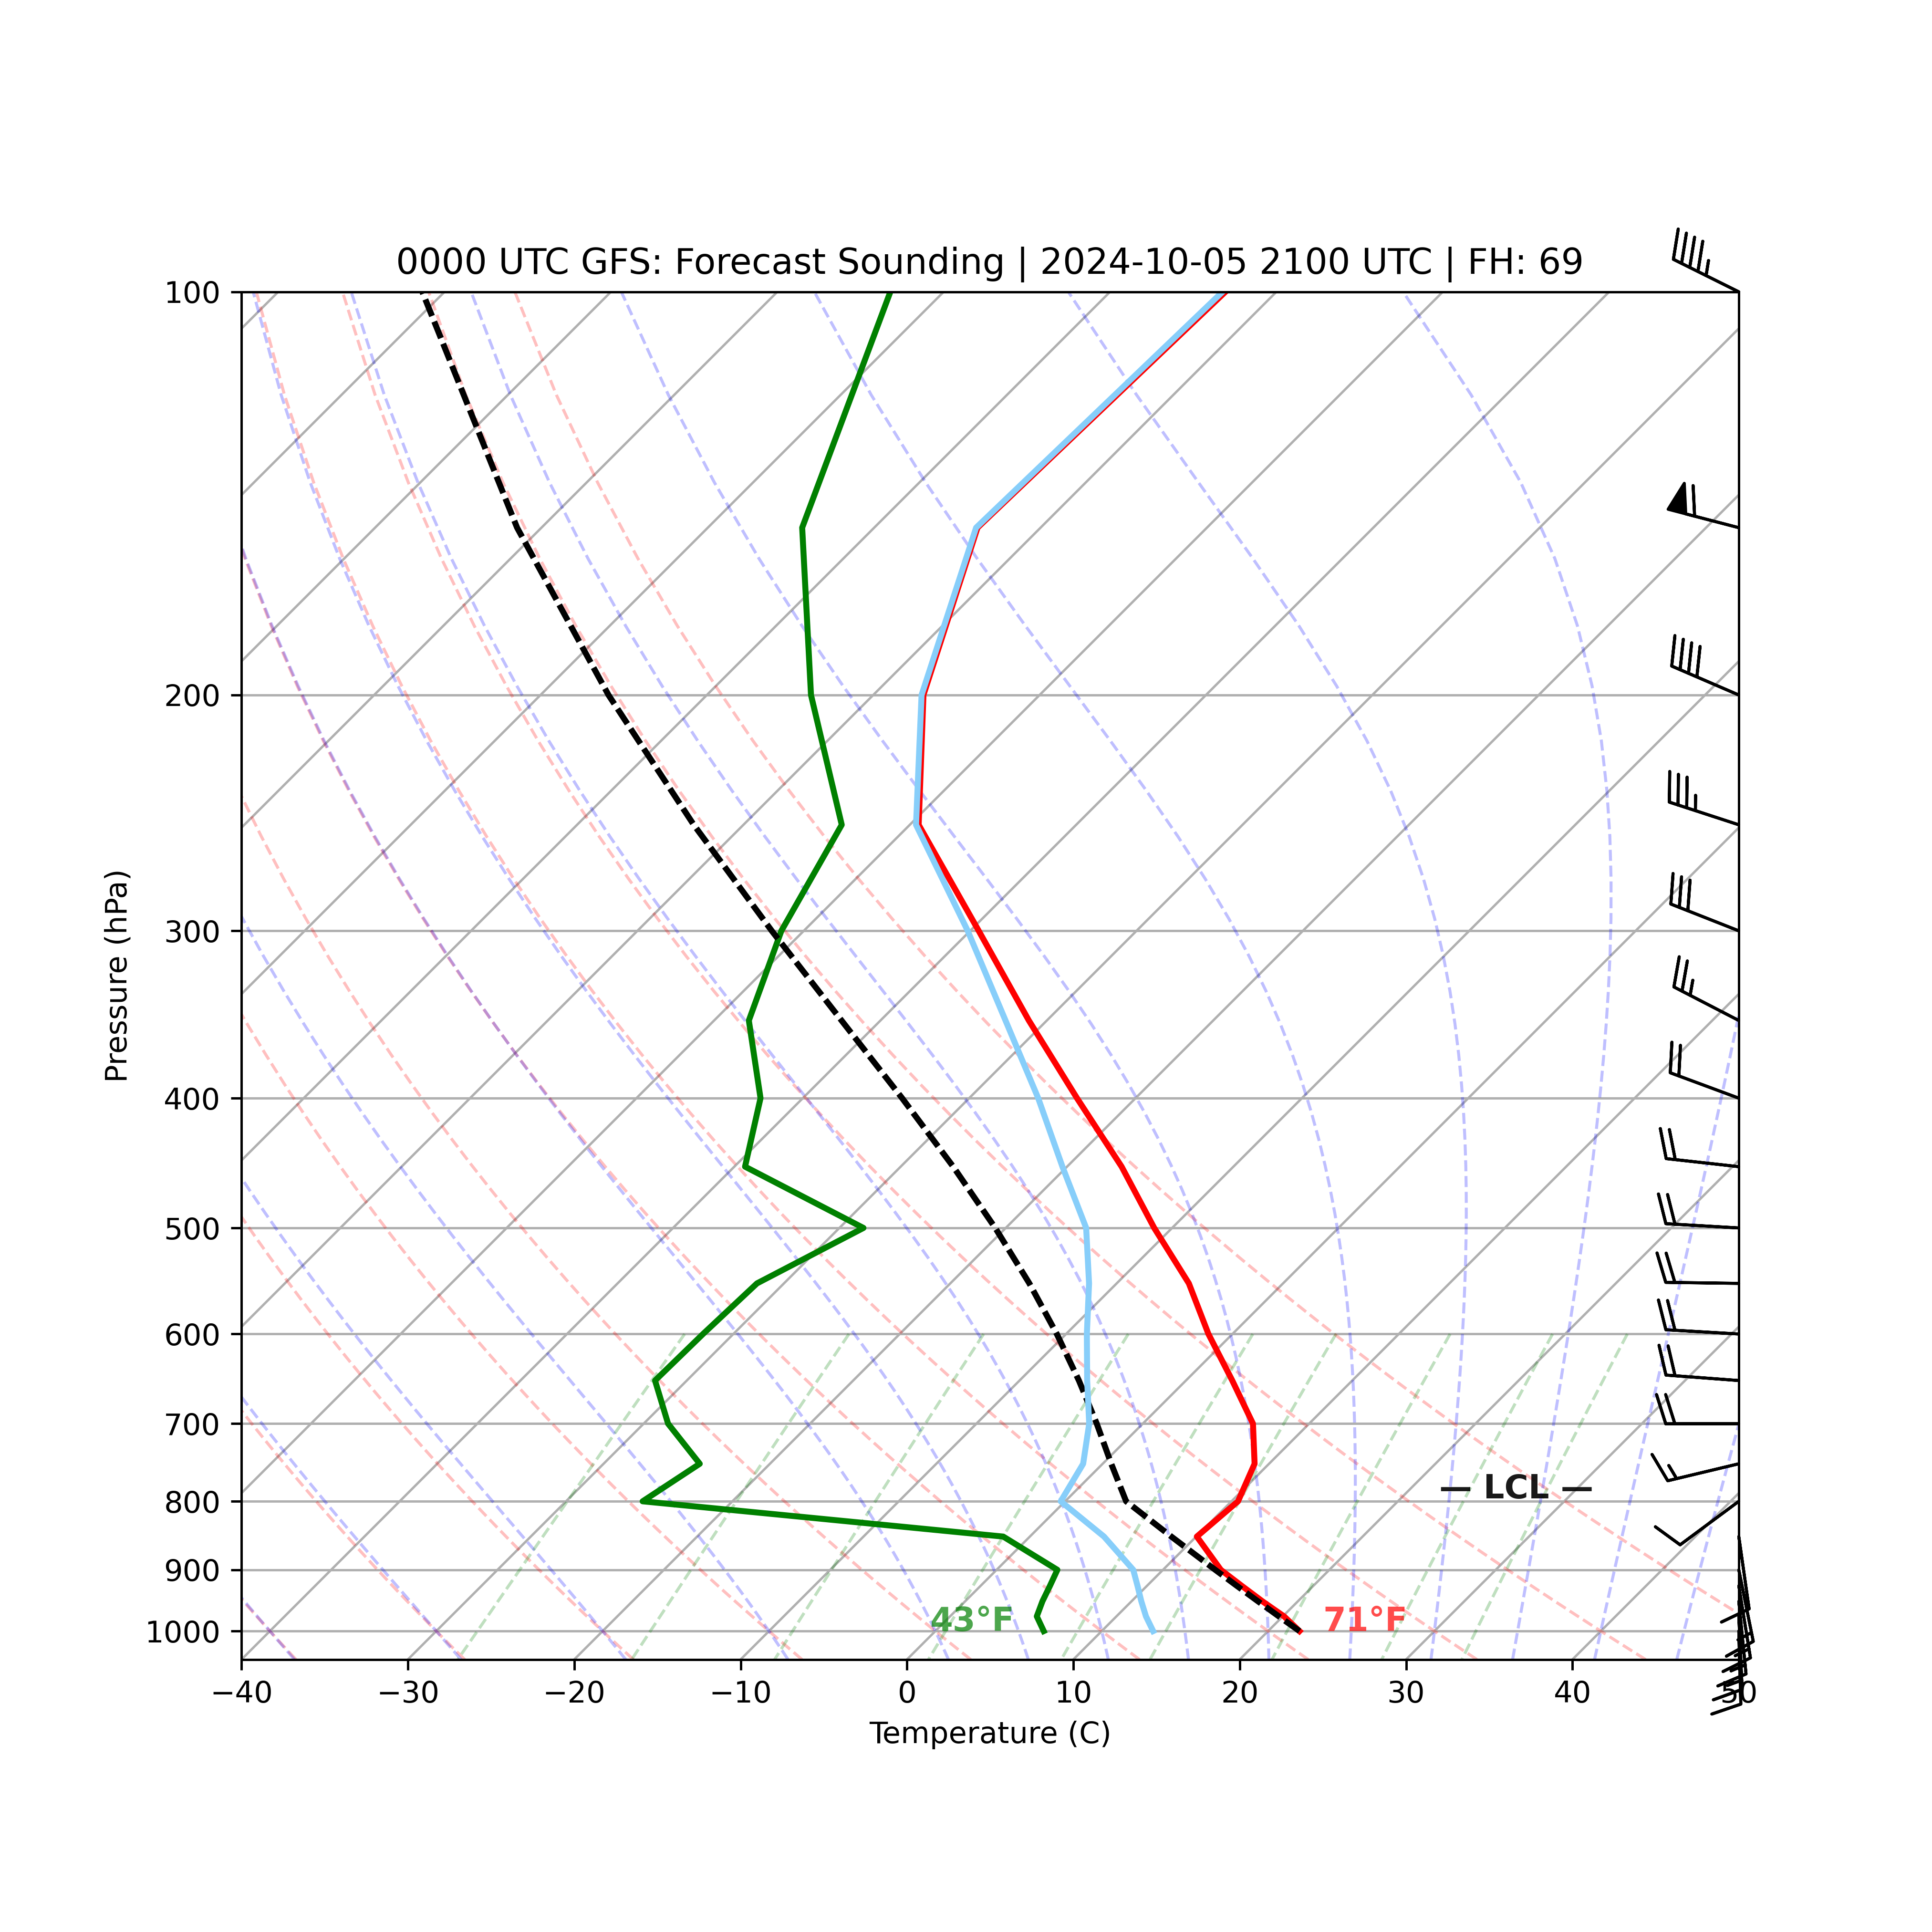 0000 UTC GFS: Forecast Sounding | 2024-10-05 2100 UTC | FH: 69
100
200
300
400
500
600
700
800
900
1000
Pressure (hPa)
— LCL —
43°F
71°F
−40 −30 −20 −10 0 10 20 30 40 50
Temperature (C)